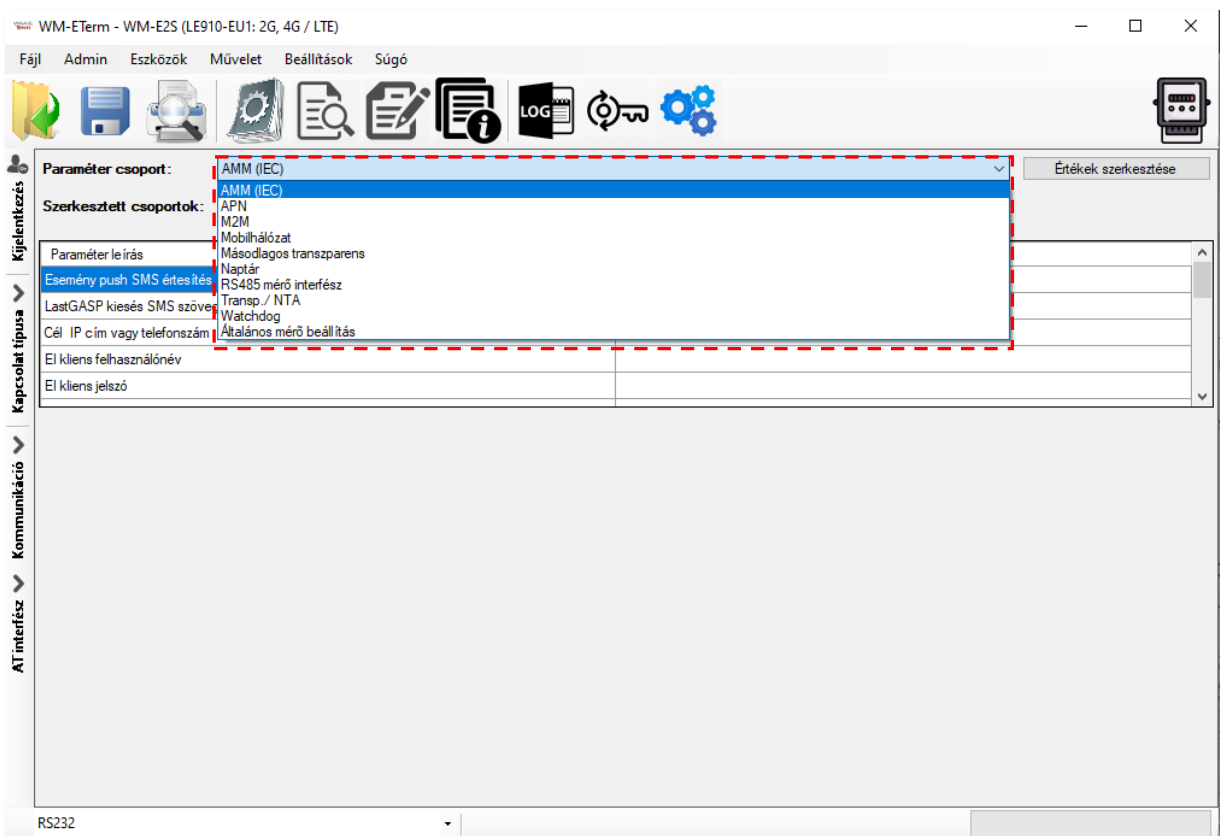 WM-ETerm - WM-E2S (LE910-EU1: 2G, 4G / LTE)
Fájl Admin Eszközök Művelet Beállítások Súgó
LOG
Paraméter csoport: AMM (IEC) Értékek szerkesztése
Szerkesztett csoportok:
AMM (IEC)
APN
M2M
Mobilhálózat
Másodlagos transzparens
Naptár
RS485 mérő interfész
Transp./ NTA
Watchdog
Általános mérő beállítás
Paraméter leírás
Esemény push SMS értesítés
LastGASP kiesés SMS
Cél IP cím vagy telefonszám
EI kliens felhasználónév
EI kliens jelszó
Kijelentkezés
Kapcsolat típusa
Kommunikáció
AT interfész
RS232